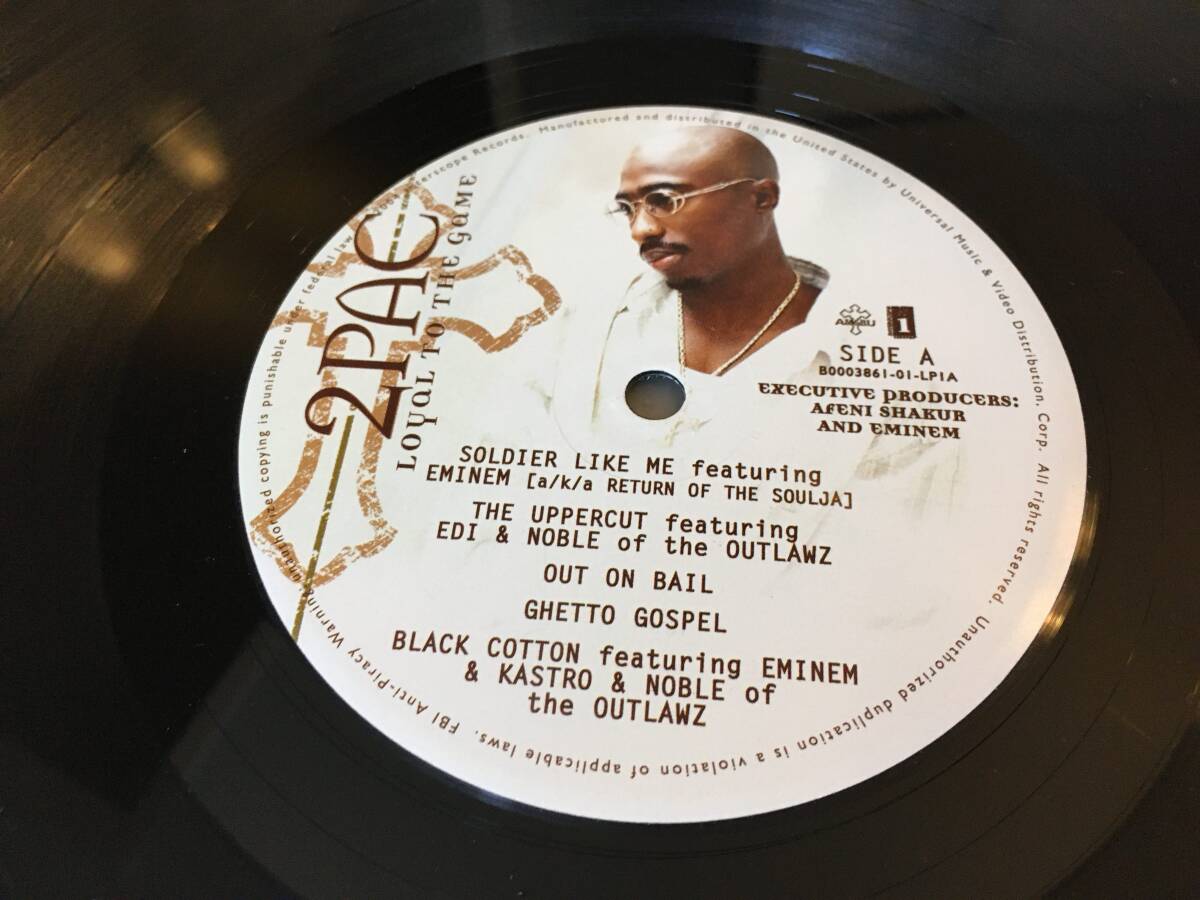 2PAC
LOYAL TO THE GAME
AMARU
1
SIDE A
B0003861-01-LP1A
EXECUTIVE PRODUCERS:
AFENI SHAKUR
AND EMINEM
SOLDIER LIKE ME featuring
EMINEM [a/k/a RETURN OF THE SOULJA]
THE UPPERCUT featuring
EDI & NOBLE of the OUTLAWZ
OUT ON BAIL
GHETTO GOSPEL
BLACK COTTON featuring EMINEM
& KASTRO & NOBLE of
the OUTLAWZ
Records. Manufactured and distributed in the United States by Universal Music & Video Distribution, Corp. All rights reserved. Unauthorized duplication is a violation of applicable laws. FBI Anti-Piracy Warning: unauthorized copying is punishable under federal law